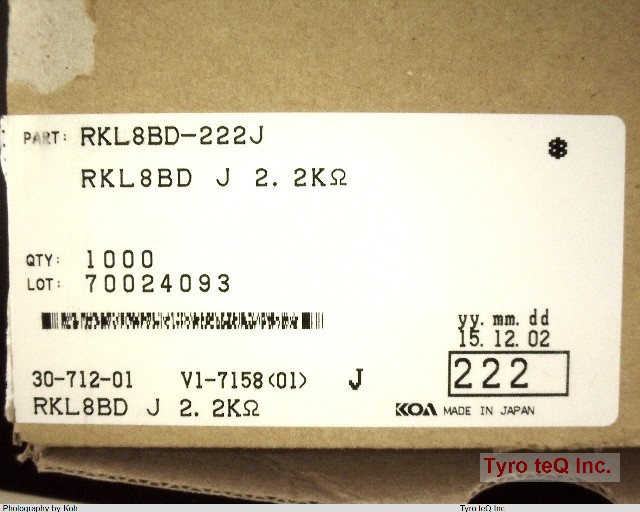 PART: RKL8BD-222J
*
RKL8BD J 2.2KΩ
QTY: 1000
LOT: 70024093
yy. mm. dd
15. 12. 02
222
30-712-01 V1-7158(01) J
RKL8BD J 2.2KΩ
KOA MADE IN JAPAN
Tyro teQ Inc.
Photography by Koh Tyro teQ Inc